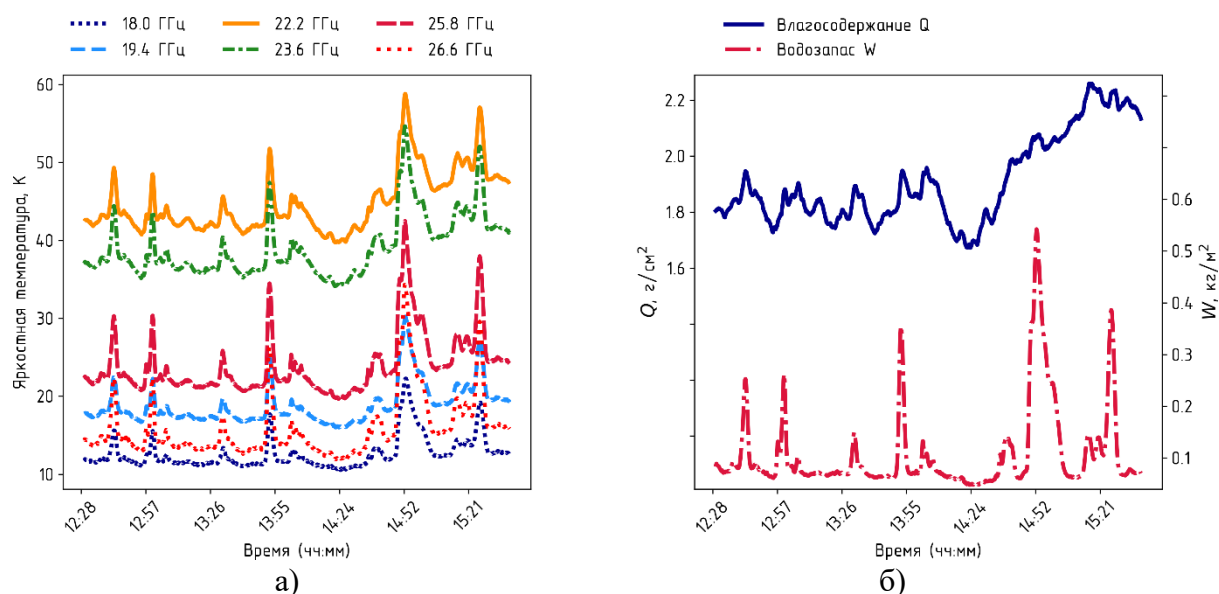 18.0 ГГц 22.2 ГГц 25.8 ГГц
19.4 ГГц 23.6 ГГц 26.6 ГГц
Яркостная температура, К
60
50
40
30
20
10
12:28 12:57 13:26 13:55 14:24 14:52 15:21
Время (чч:мм)
а)
Влагосодержание Q
Водозапас W
Q, г/см²
2.2
2.0
1.8
1.6
W, кг/м²
0.6
0.5
0.4
0.3
0.2
0.1
12:28 12:57 13:26 13:55 14:24 14:52 15:21
Время (чч:мм)
б)